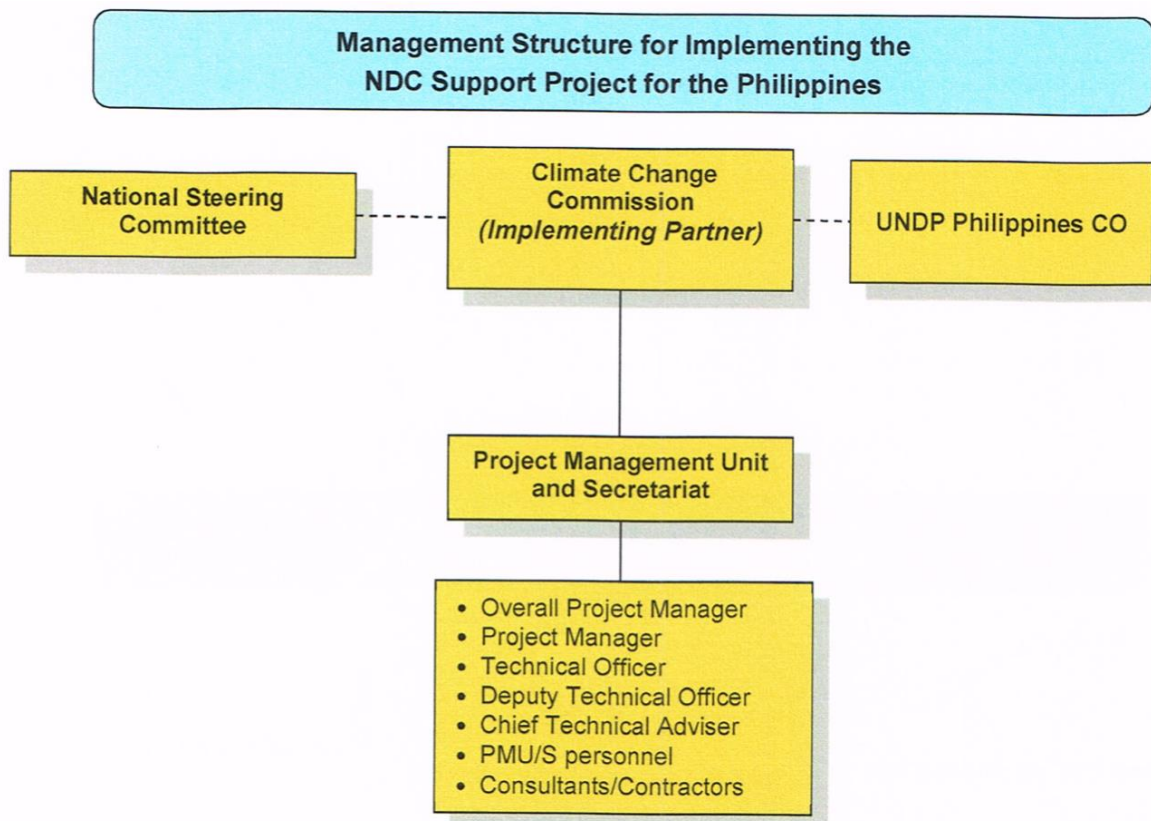 Management Structure for Implementing the
NDC Support Project for the Philippines
National Steering
Committee
Climate Change
Commission
(Implementing Partner)
UNDP Philippines CO
Project Management Unit
and Secretariat
• Overall Project Manager
• Project Manager
• Technical Officer
• Deputy Technical Officer
• Chief Technical Adviser
• PMU/S personnel
• Consultants/Contractors